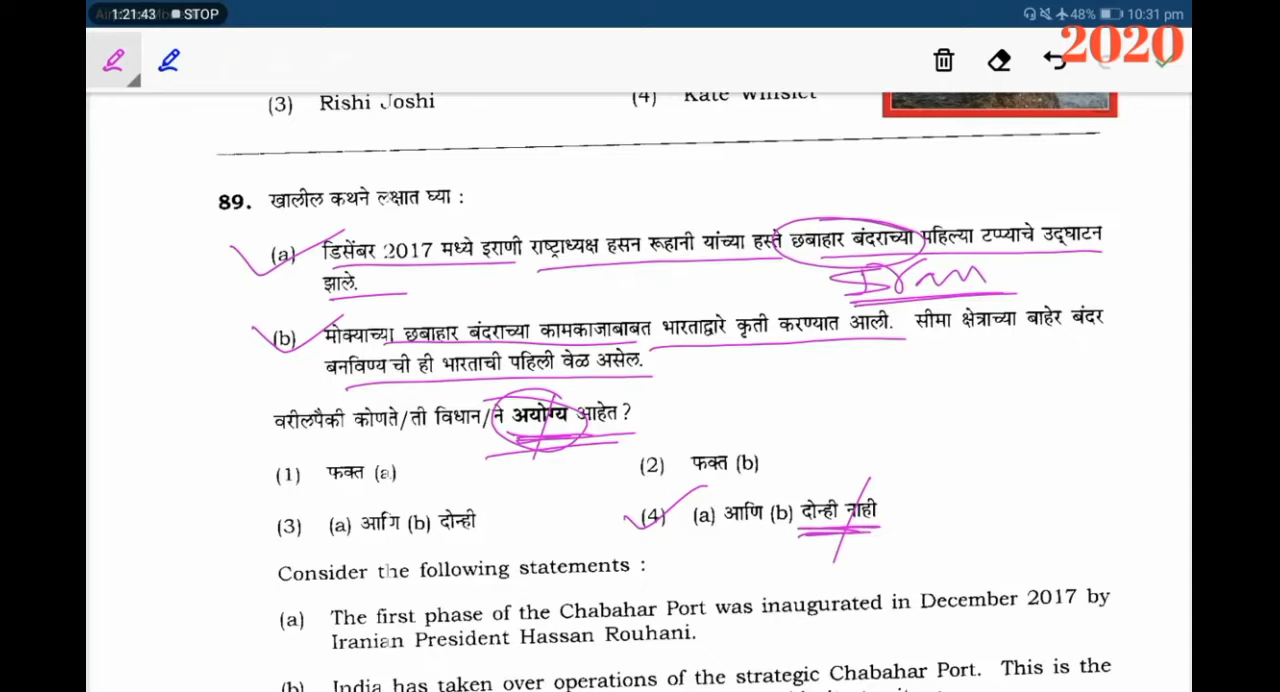 1:21:43 STOP
48% 10:31 pm
2020
(3) Rishi Joshi
(4) Kate Winslet
89. खालील कथने लक्षात घ्या :
(a) डिसेंबर 2017 मध्ये इराणी राष्ट्राध्यक्ष हसन रूहानी यांच्या हस्ते छबाहार बंदराच्या पहिल्या टप्प्याचे उद्घाटन
झाले.
Iran
(b) मोक्याच्या छबाहार बंदराच्या कामकाजाबाबत भारताद्वारे कृती करण्यात आली. सीमा क्षेत्राच्या बाहेर बंदर
बनविण्याची ही भारताची पहिली वेळ असेल.
वरीलपैकी कोणते/ती विधान/ने अयोग्य आहेत?
(1) फक्त (a)
(2) फक्त (b)
(3) (a) आणि (b) दोन्ही
(4) (a) आणि (b) दोन्ही नाही
Consider the following statements :
(a) The first phase of the Chabahar Port was inaugurated in December 2017 by
Iranian President Hassan Rouhani.
(b) India has taken over operations of the strategic Chabahar Port. This is the